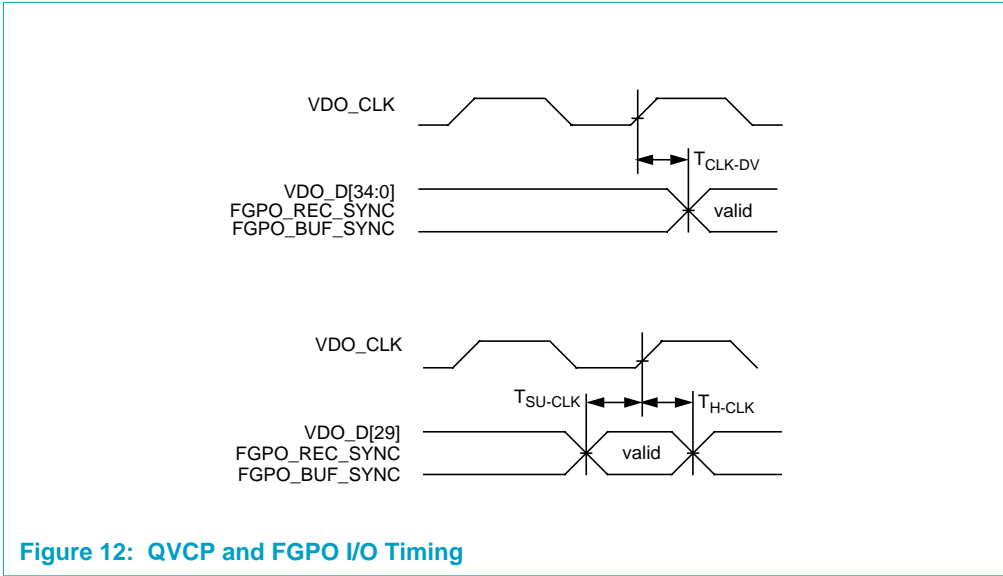 VDO_CLK
TCLK-DV
VDO_D[34:0]
FGPO_REC_SYNC
FGPO_BUF_SYNC
valid
VDO_CLK
TSU-CLK
TH-CLK
VDO_D[29]
FGPO_REC_SYNC
FGPO_BUF_SYNC
valid
Figure 12: QVCP and FGPO I/O Timing